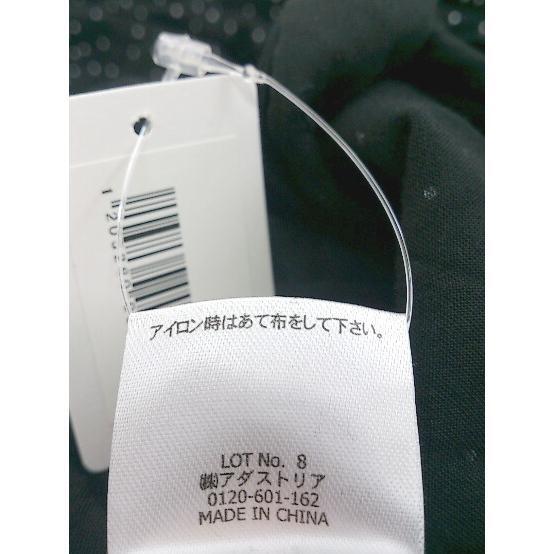 アイロン時はあて布をして下さい。
LOT No. 8
㈱アダストリア
0120-601-162
MADE IN CHINA